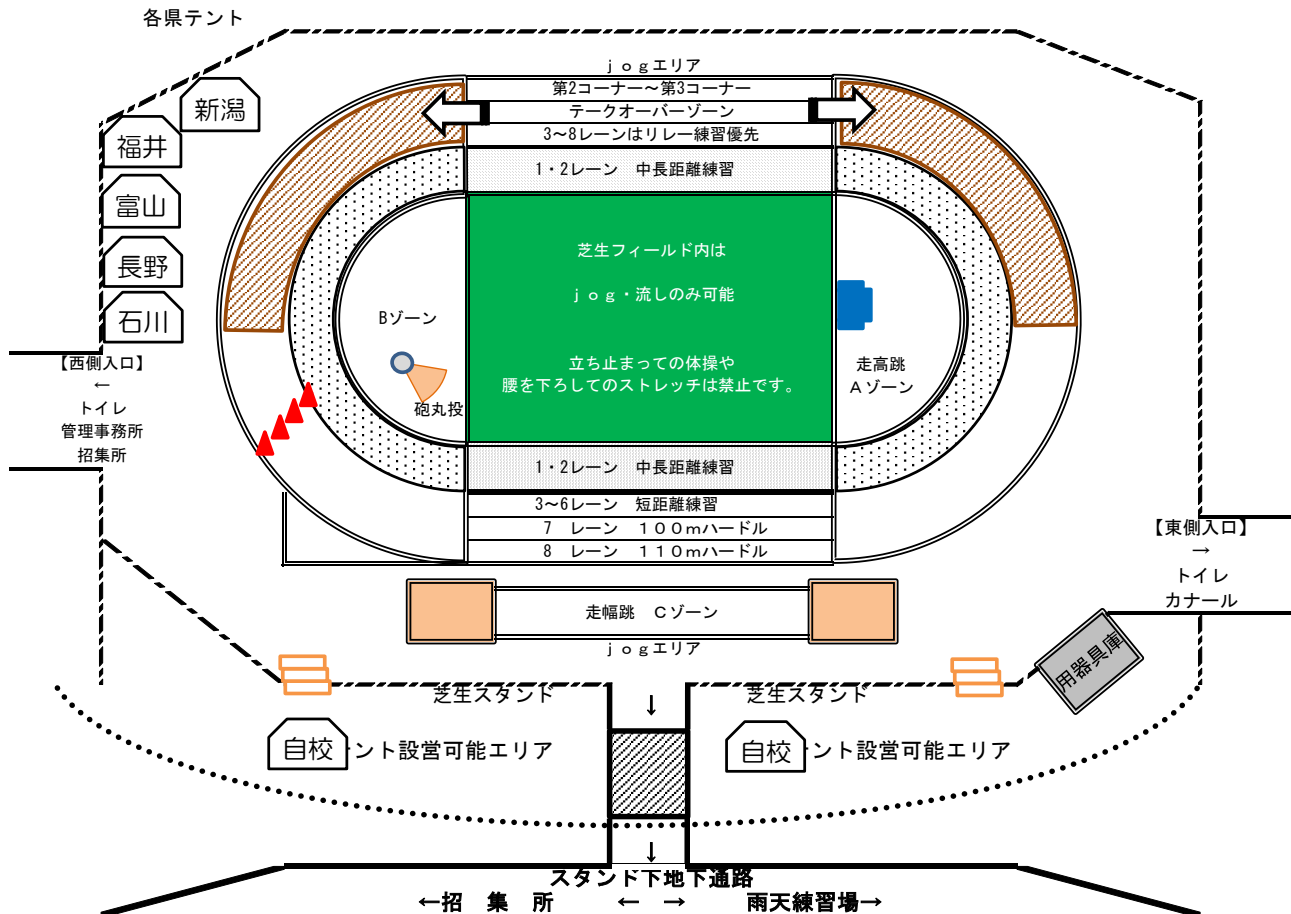 各県テント
ｊｏｇエリア
第2コーナー～第3コーナー
テークオーバーゾーン
3～8レーンはリレー練習優先
1・2レーン　中長距離練習
新潟
福井
富山
長野
石川
芝生フィールド内は
ｊｏｇ・流しのみ可能
立ち止まっての体操や
腰を下ろしてのストレッチは禁止です。
Bゾーン
砲丸投
走高跳
Ａゾーン
【西側入口】
←
トイレ
管理事務所
招集所
1・2レーン　中長距離練習
3～6レーン　短距離練習
7　レーン　１００ｍハードル
8　レーン　１１０ｍハードル
【東側入口】
→
トイレ
カナール
走幅跳　Ｃゾーン
ｊｏｇエリア
用器具庫
芝生スタンド
↓
芝生スタンド
自校
ント設営可能エリア
自校
ント設営可能エリア
↓
スタンド下地下通路
←招　集　所
←　→
雨天練習場→